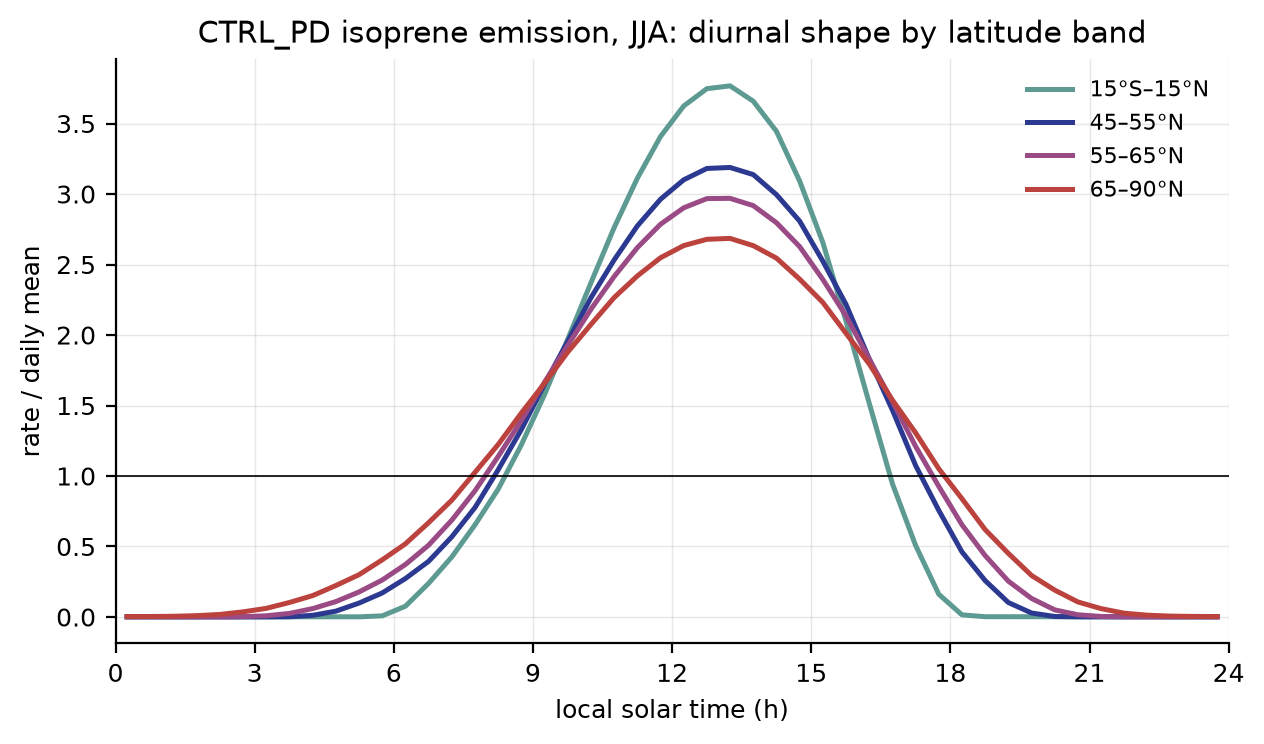 CTRL_PD isoprene emission, JJA: diurnal shape by latitude band
15°S–15°N
45–55°N
55–65°N
65–90°N
rate / daily mean
3.5
3.0
2.5
2.0
1.5
1.0
0.5
0.0
0 3 6 9 12 15 18 21 24
local solar time (h)